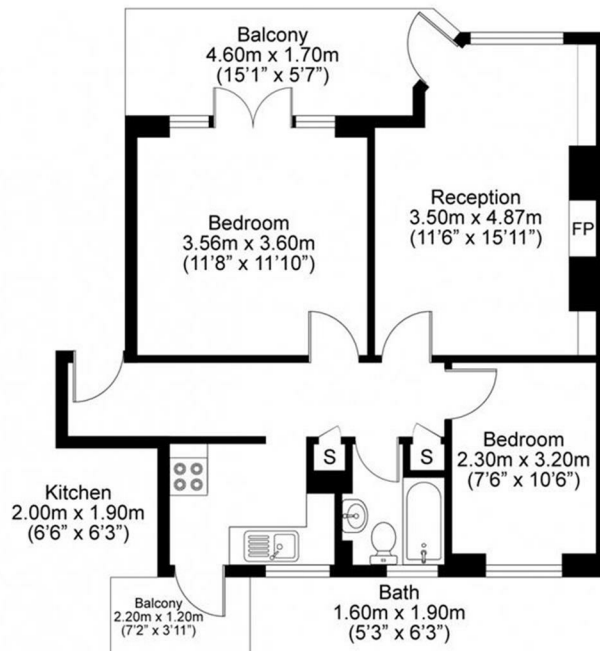 Balcony
4.60m x 1.70m
(15'1" x 5'7")
Reception
3.50m x 4.87m
(11'6" x 15'11")
FP
Bedroom
3.56m x 3.60m
(11'8" x 11'10")
S
S
Bedroom
2.30m x 3.20m
(7'6" x 10'6")
Kitchen
2.00m x 1.90m
(6'6" x 6'3")
Balcony
2.20m x 1.20m
(7'2" x 3'11")
Bath
1.60m x 1.90m
(5'3" x 6'3")